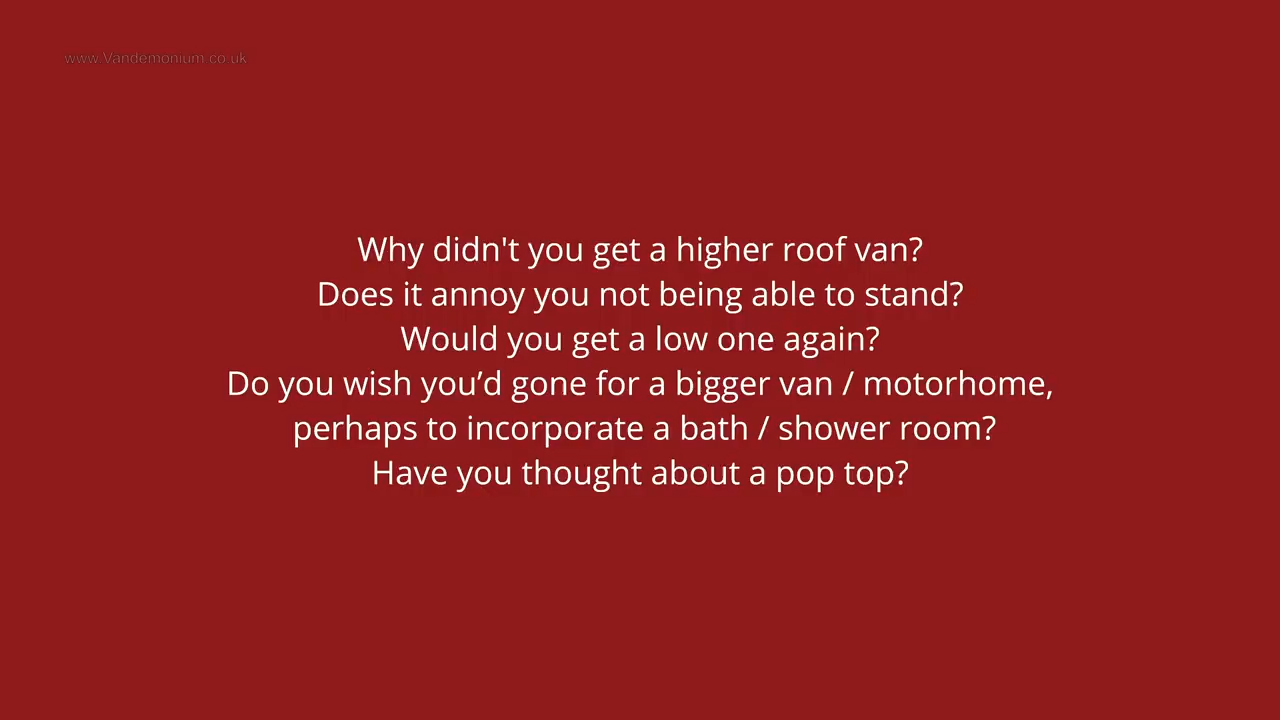 www.Vandemonium.co.uk
Why didn't you get a higher roof van?
Does it annoy you not being able to stand?
Would you get a low one again?
Do you wish you’d gone for a bigger van / motorhome,
perhaps to incorporate a bath / shower room?
Have you thought about a pop top?